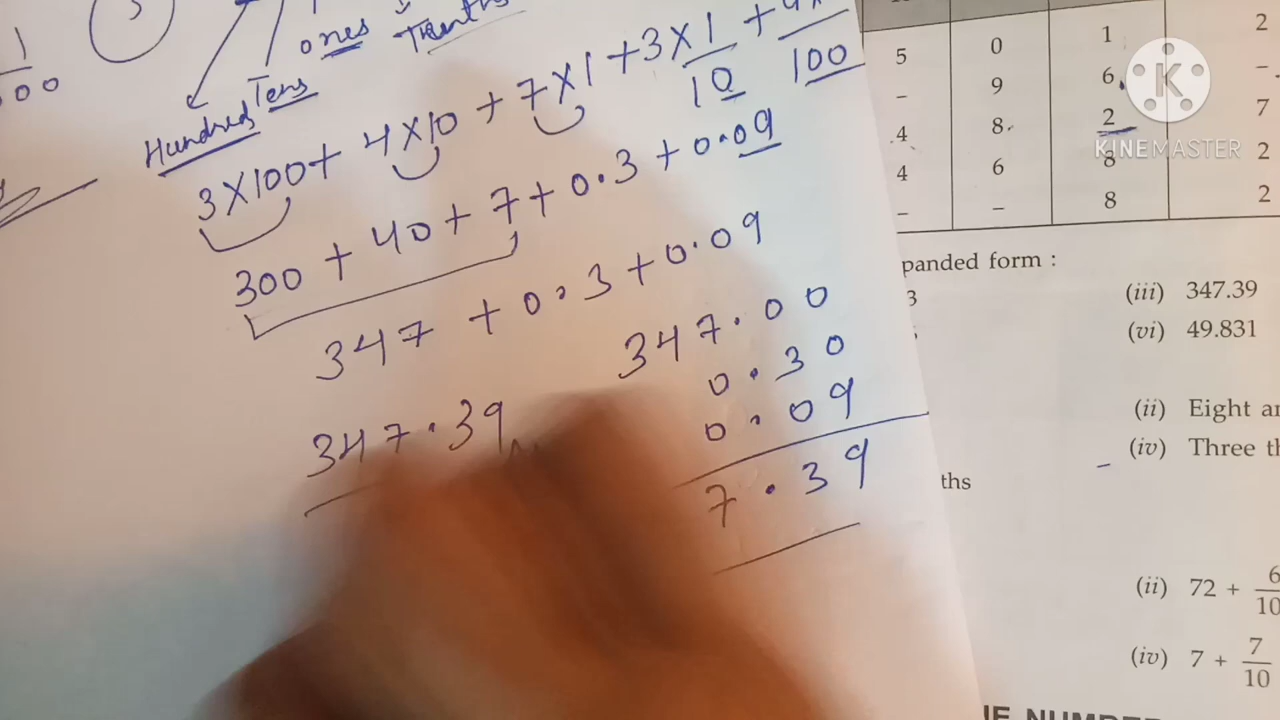 1
00
ones Tenths
Hundred Tens
3×100 + 4×10 + 7×1 + 3×1/10 + /100
300 + 40 + 7 + 0.3 + 0.09
347 + 0.3 + 0.09
347.39
347.00
0.30
0.09
7.39
5 0 1 2
– 9 6 –
4 8 2 7
4 6 8 2
– – 8 2
KINEMASTER
panded form :
3 (iii) 347.39
(vi) 49.831
(ii) Eight
(iv) Three
ths
(ii) 72 + 6/10
(iv) 7 + 7/10